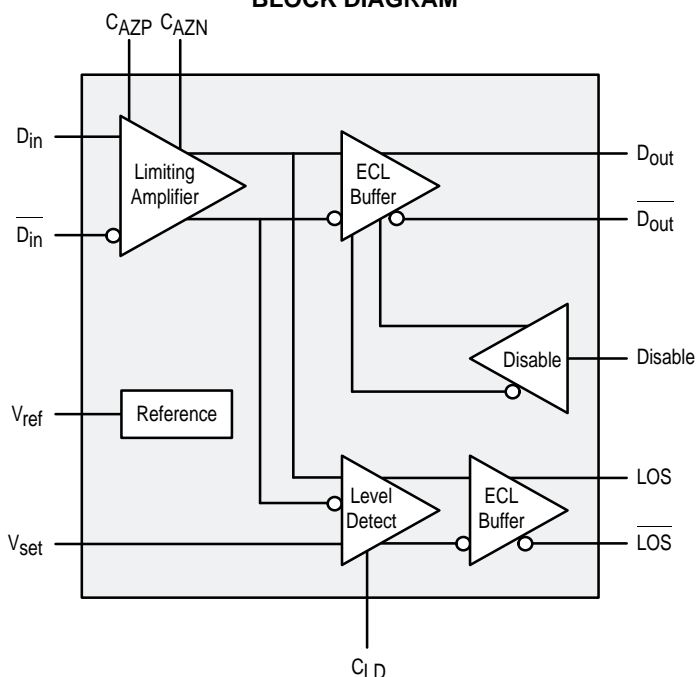 BLOCK DIAGRAM
CAZP CAZN
Din
Limiting
Amplifier
ECL
Buffer
Dout
Din
Dout
Disable
Disable
Vref
Reference
Level
Detect
ECL
Buffer
LOS
Vset
LOS
CLD